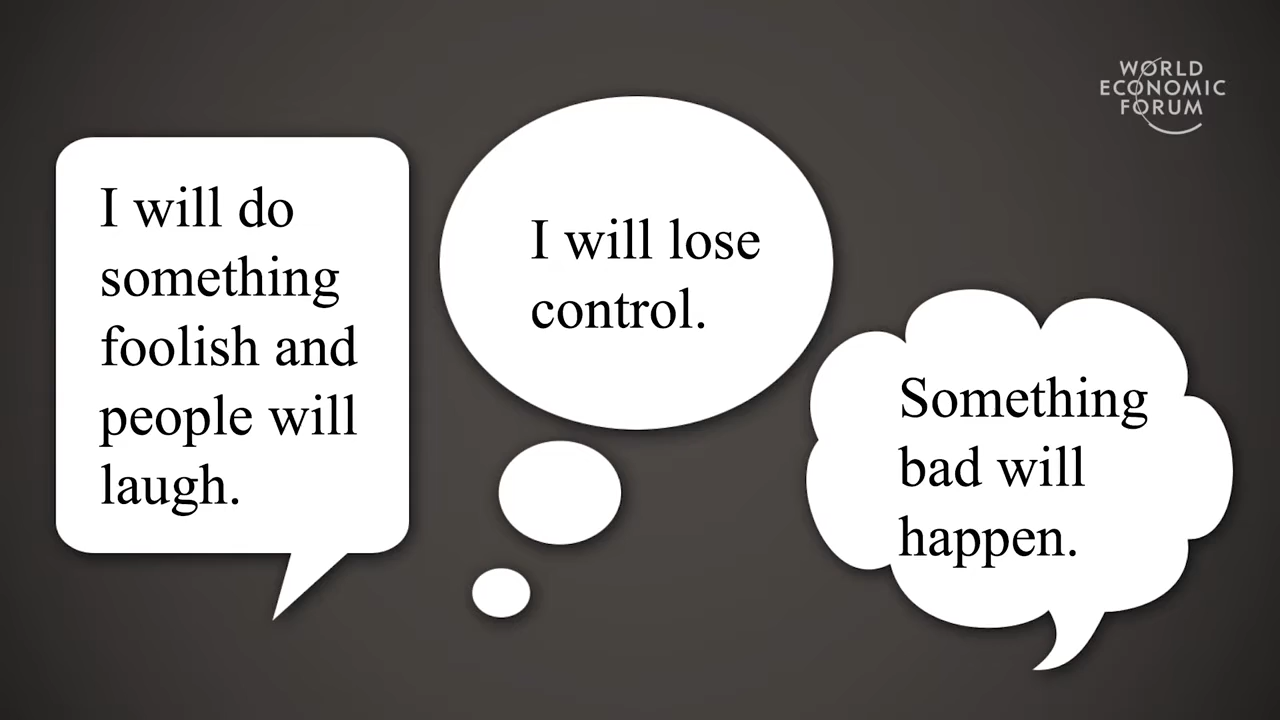 WORLD
ECONOMIC
FORUM
I will do
something
foolish and
people will
laugh.
I will lose
control.
Something
bad will
happen.